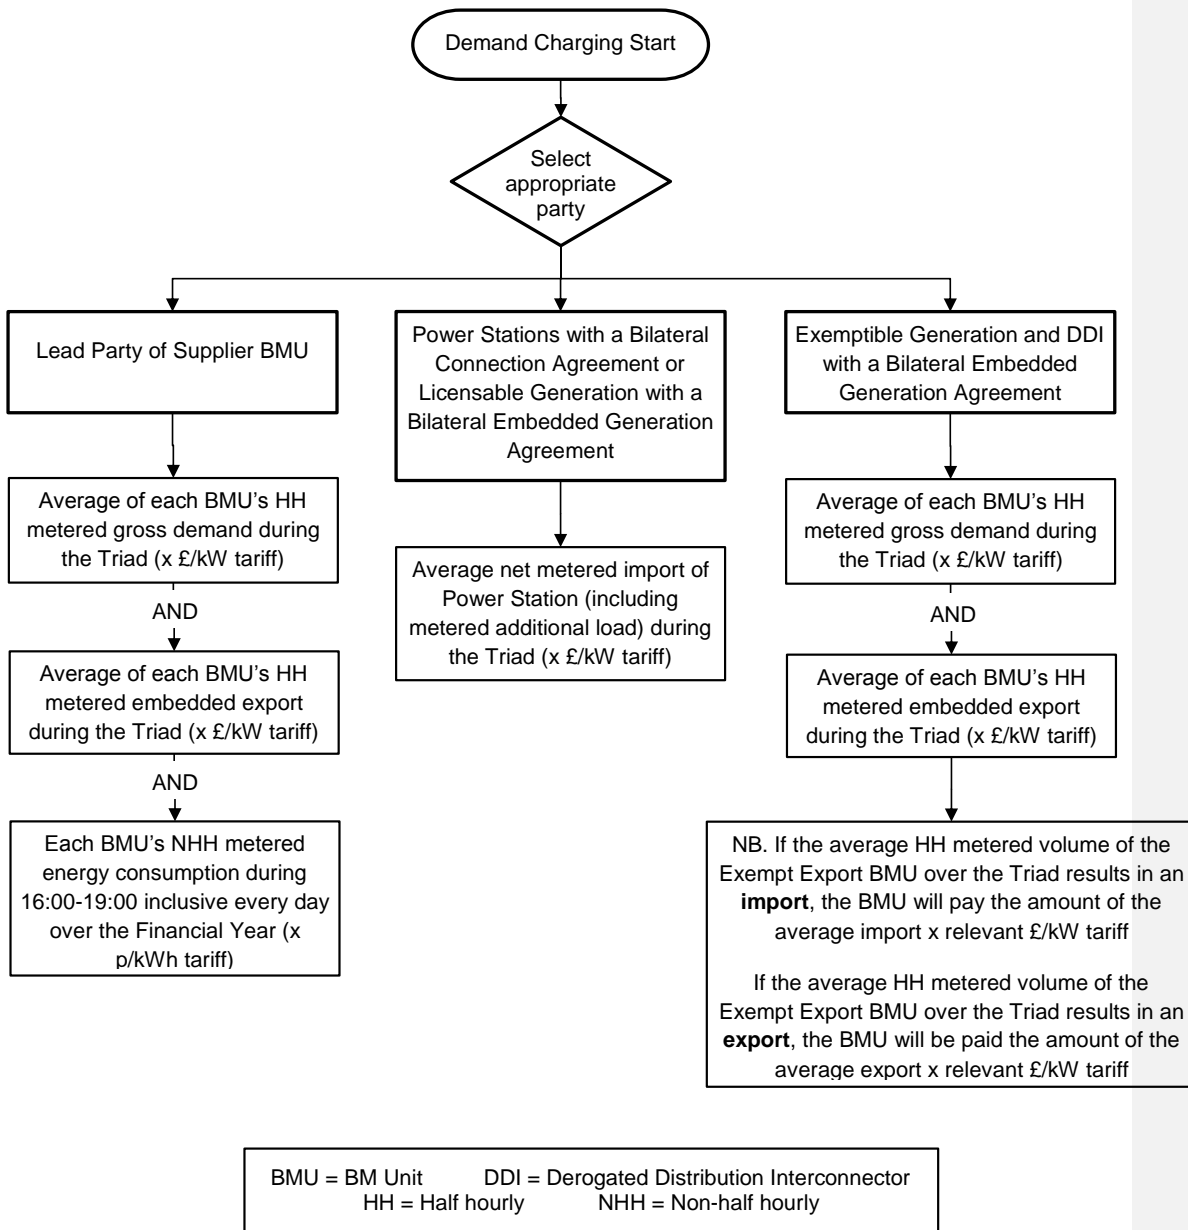 Demand Charging Start
Select
appropriate
party
Lead Party of Supplier BMU
Power Stations with a Bilateral
Connection Agreement or
Licensable Generation with a
Bilateral Embedded Generation
Agreement
Exemptible Generation and DDI
with a Bilateral Embedded
Generation Agreement
Average of each BMU's HH
metered gross demand during
the Triad (x £/kW tariff)
AND
Average of each BMU's HH
metered embedded export
during the Triad (x £/kW tariff)
AND
Each BMU's NHH metered
energy consumption during
16:00-19:00 inclusive every day
over the Financial Year (x
p/kWh tariff)
Average net metered import of
Power Station (including
metered additional load) during
the Triad (x £/kW tariff)
Average of each BMU's HH
metered gross demand during
the Triad (x £/kW tariff)
AND
Average of each BMU's HH
metered embedded export
during the Triad (x £/kW tariff)
NB. If the average HH metered volume of the
Exempt Export BMU over the Triad results in an
import, the BMU will pay the amount of the
average import x relevant £/kW tariff
If the average HH metered volume of the
Exempt Export BMU over the Triad results in an
export, the BMU will be paid the amount of the
average export x relevant £/kW tariff
BMU = BM Unit DDI = Derogated Distribution Interconnector
HH = Half hourly NHH = Non-half hourly